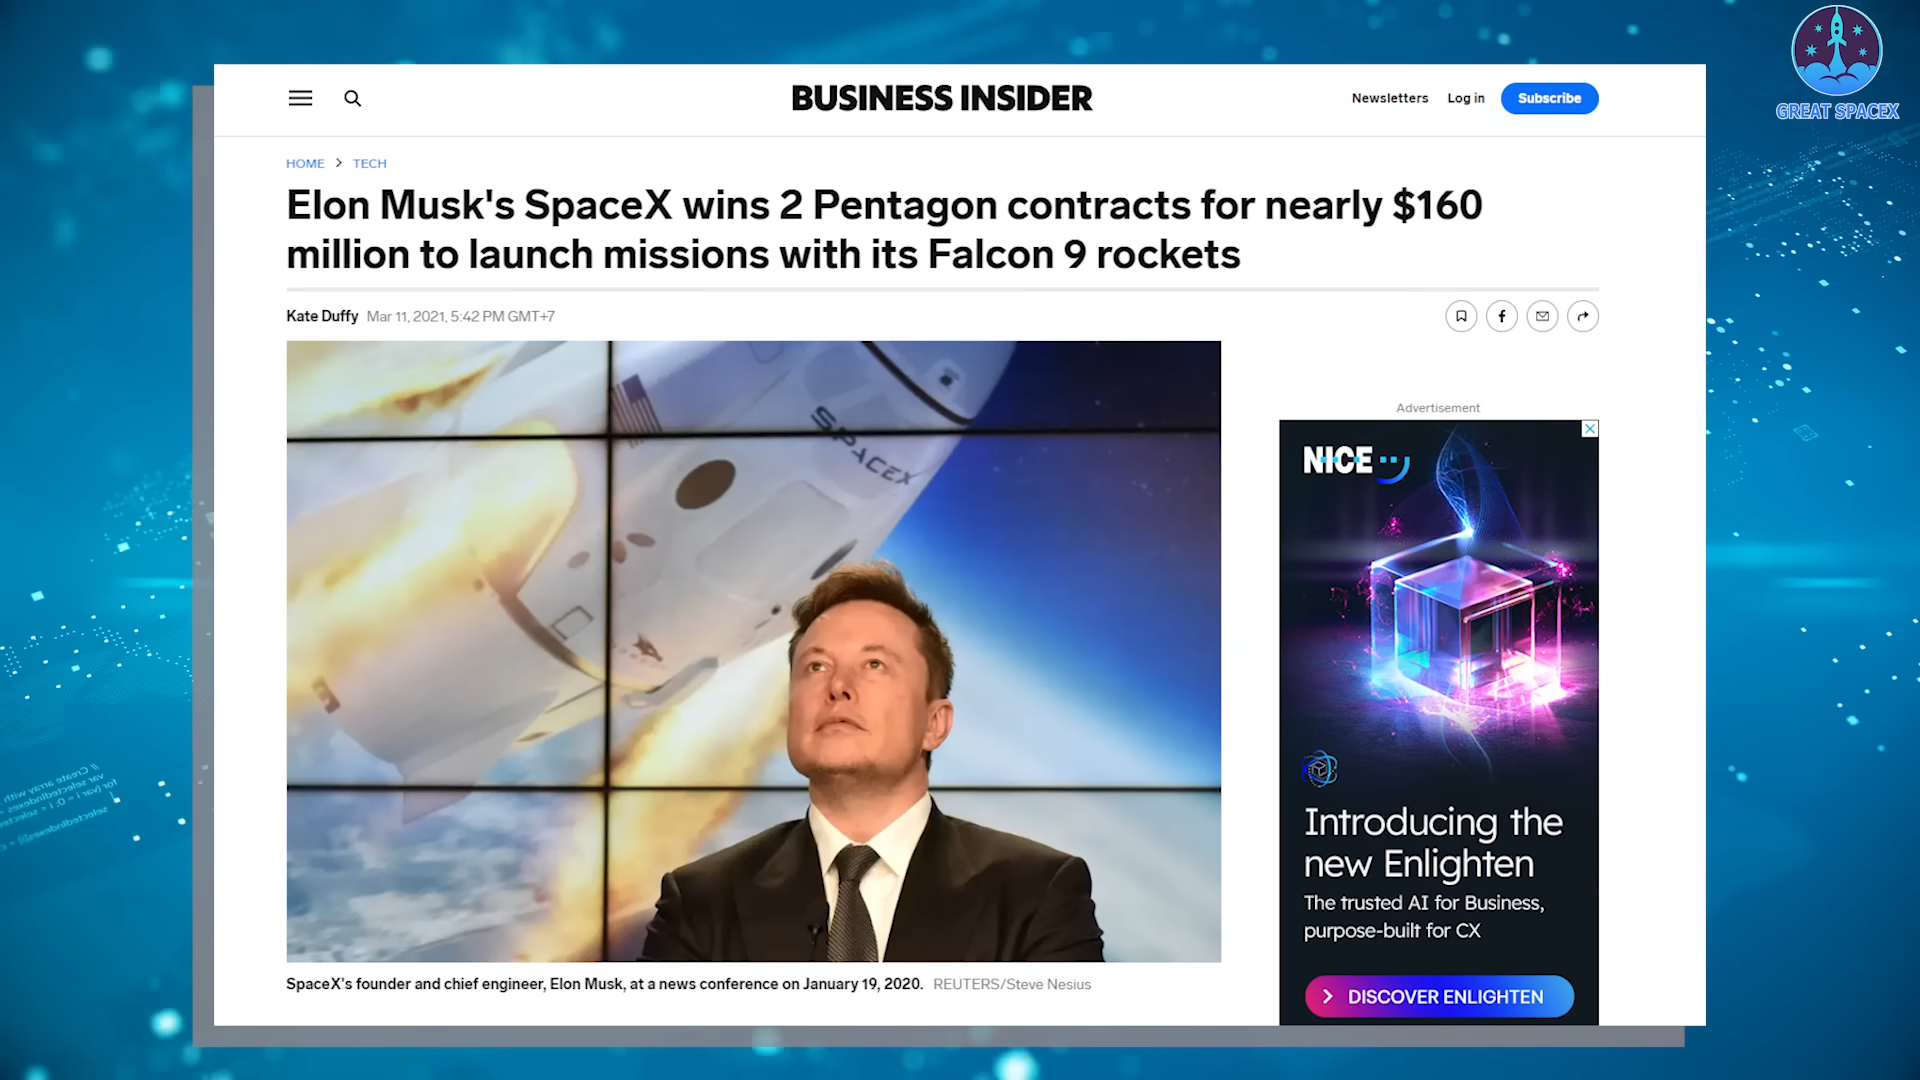 GREAT SPACEX
BUSINESS INSIDER
Newsletters
Log in
Subscribe
HOME > TECH
Elon Musk's SpaceX wins 2 Pentagon contracts for nearly $160
million to launch missions with its Falcon 9 rockets
Kate Duffy Mar 11, 2021, 5:42 PM GMT+7
SPACEX
Advertisement
NICE
Introducing the
new Enlighten
The trusted AI for Business,
purpose-built for CX
DISCOVER ENLIGHTEN
SpaceX's founder and chief engineer, Elon Musk, at a news conference on January 19, 2020. REUTERS/Steve Nesius